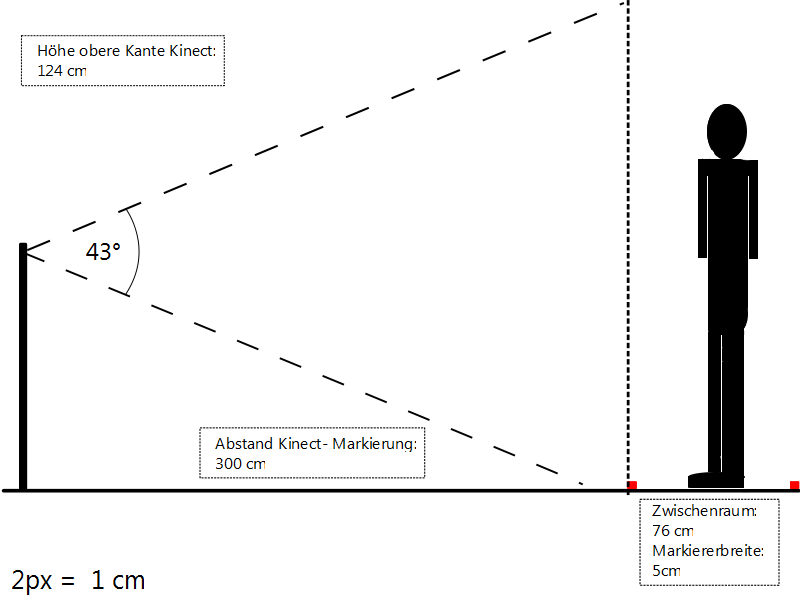 Höhe obere Kante Kinect:
124 cm
43°
Abstand Kinect- Markierung:
300 cm
Zwischenraum:
76 cm
Markiererbreite:
5cm
2px = 1 cm